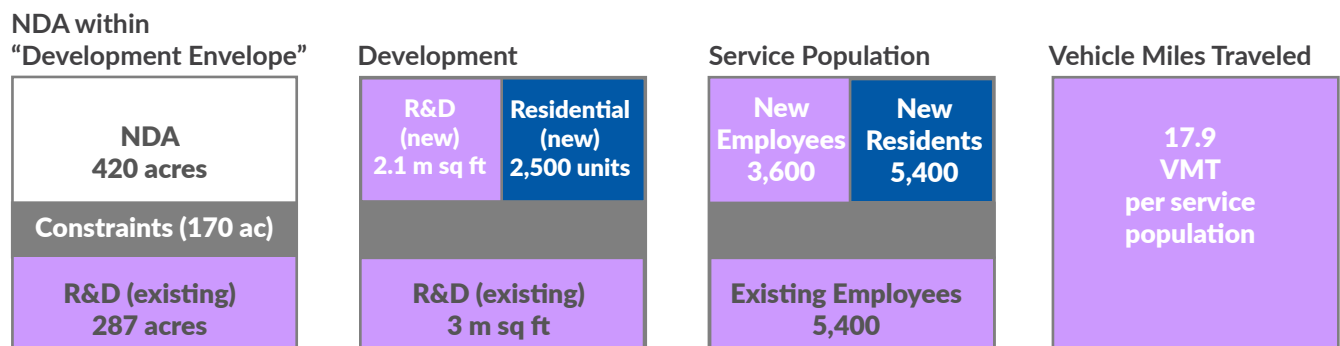 NDA within
“Development Envelope”
NDA
420 acres
Constraints (170 ac)
R&D (existing)
287 acres
Development
R&D
(new)
2.1 m sq ft
Residential
(new)
2,500 units
R&D (existing)
3 m sq ft
Service Population
New
Employees
3,600
New
Residents
5,400
Existing Employees
5,400
Vehicle Miles Traveled
17.9
VMT
per service
population